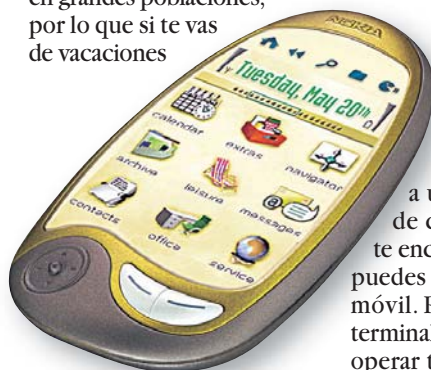 en grandes poblaciones,
por lo que si te vas
de vacaciones
NOKIA
Tuesday, May 20th
calendar extras navigator
archive leisure messages
contacts office service
a
de
te
puedes
móvil.
terminal
operar